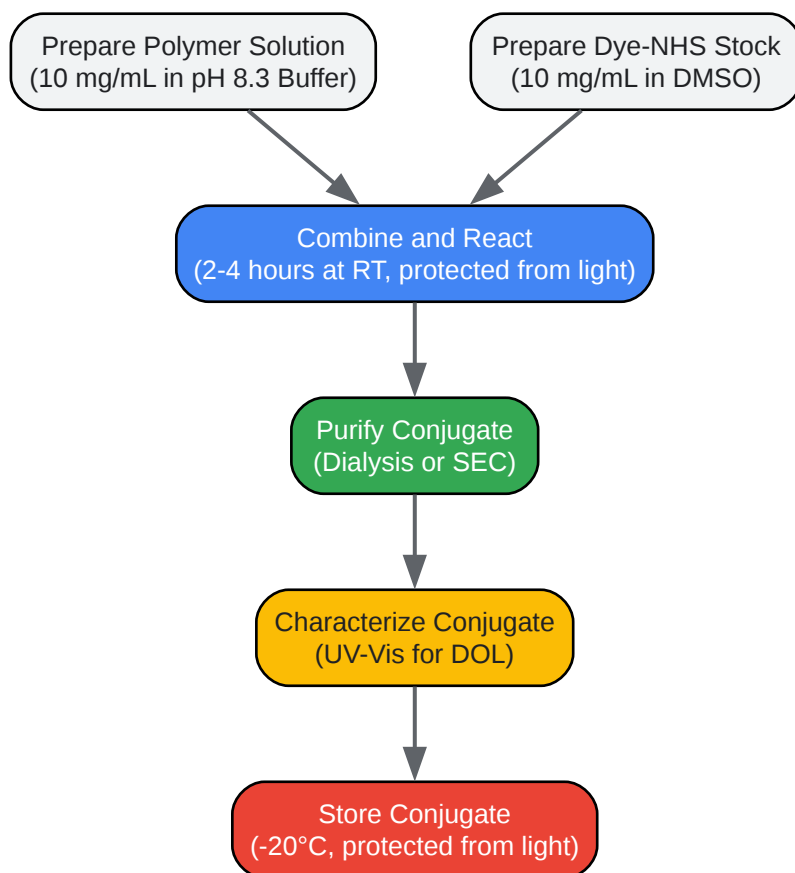 Prepare Polymer Solution
(10 mg/mL in pH 8.3 Buffer)
Prepare Dye-NHS Stock
(10 mg/mL in DMSO)
Combine and React
(2-4 hours at RT, protected from light)
Purify Conjugate
(Dialysis or SEC)
Characterize Conjugate
(UV-Vis for DOL)
Store Conjugate
(-20°C, protected from light)